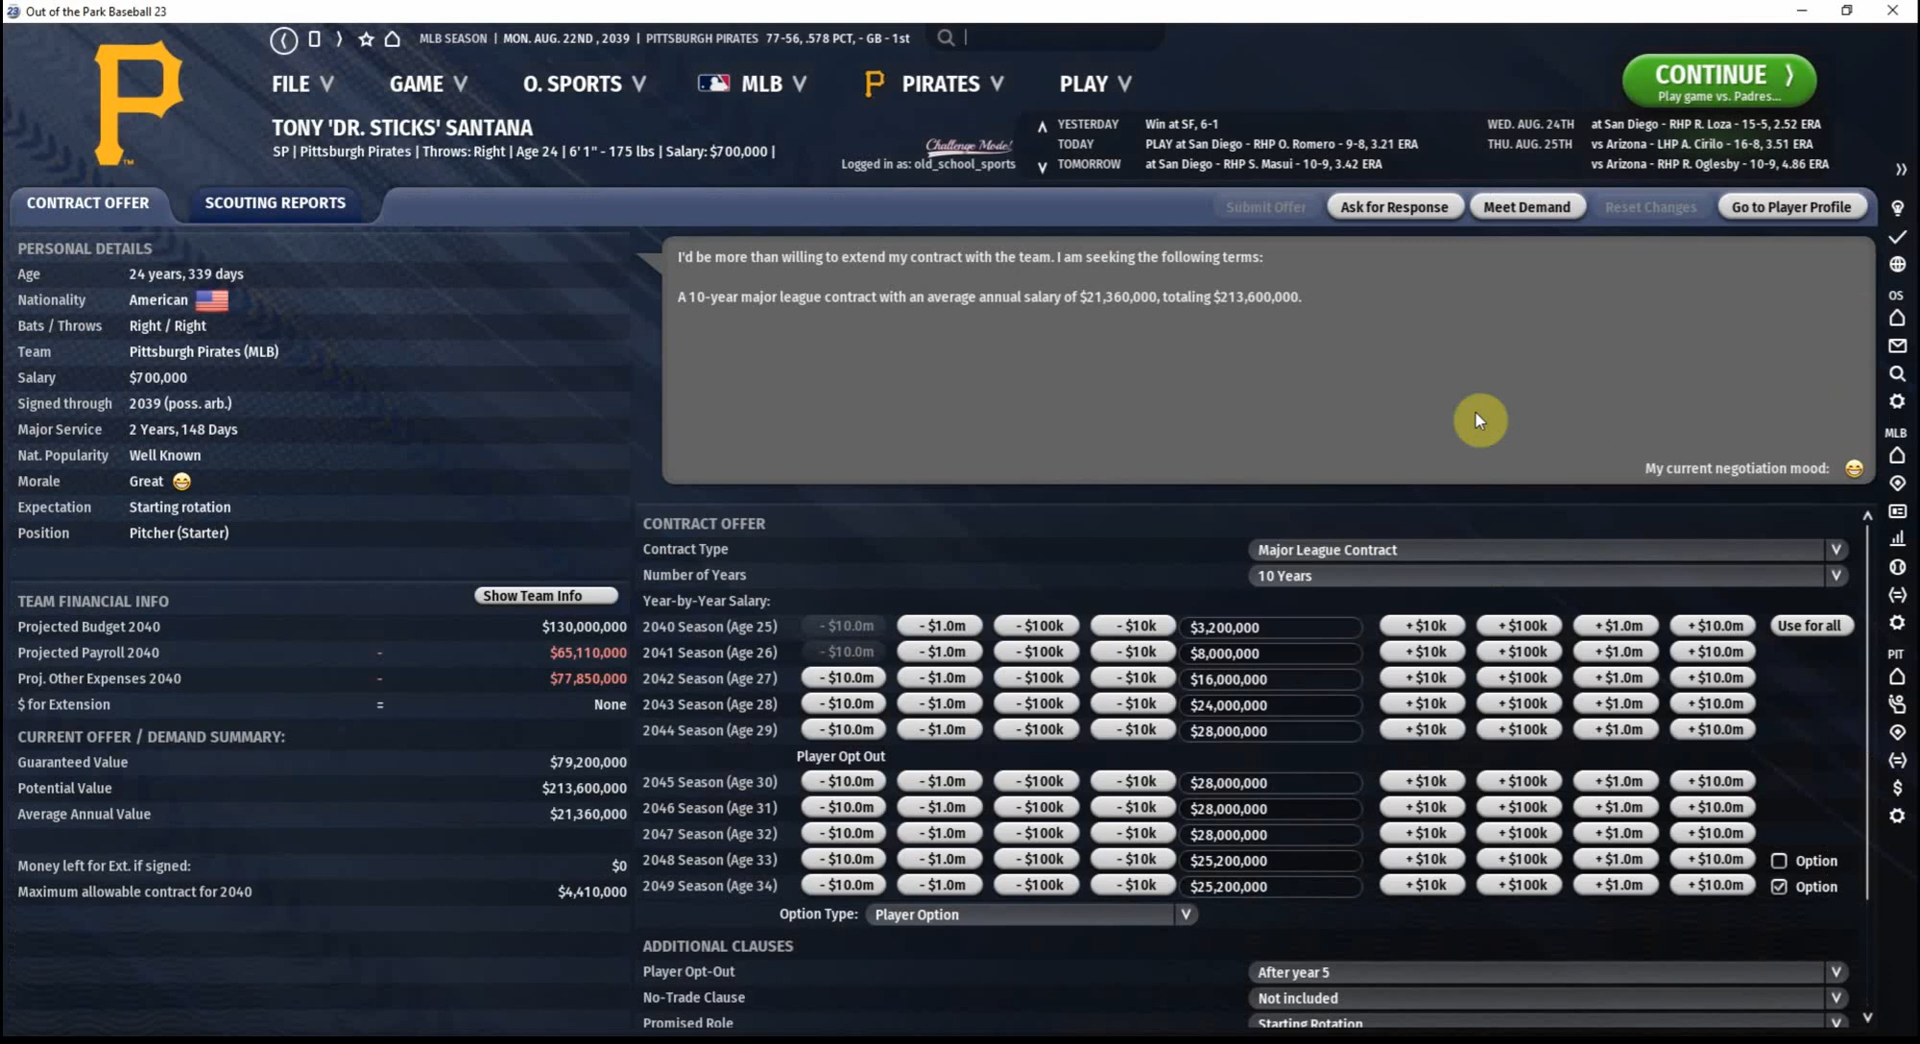 23 Out of the Park Baseball 23
MLB SEASON | MON. AUG. 22ND, 2039 | PITTSBURGH PIRATES 77-56, .578 PCT, - GB - 1st
FILE GAME O. SPORTS MLB PIRATES PLAY
CONTINUE
Play game vs. Padres...
P
TM
TONY 'DR. STICKS' SANTANA
SP | Pittsburgh Pirates | Throws: Right | Age 24 | 6' 1" - 175 lbs | Salary: $700,000 |
Challenge Mode!
Logged in as: old_school_sports
YESTERDAY Win at SF, 6-1
TODAY PLAY at San Diego - RHP O. Romero - 9-8, 3.21 ERA
TOMORROW at San Diego - RHP S. Masui - 10-9, 3.42 ERA
WED. AUG. 24TH at San Diego - RHP R. Loza - 15-5, 2.52 ERA
THU. AUG. 25TH vs Arizona - LHP A. Cirilo - 16-8, 3.51 ERA
vs Arizona - RHP R. Oglesby - 10-9, 4.86 ERA
CONTRACT OFFER SCOUTING REPORTS
Submit Offer Ask for Response Meet Demand Reset Changes Go to Player Profile
PERSONAL DETAILS
Age 24 years, 339 days
Nationality American
Bats / Throws Right / Right
Team Pittsburgh Pirates (MLB)
Salary $700,000
Signed through 2039 (poss. arb.)
Major Service 2 Years, 148 Days
Nat. Popularity Well Known
Morale Great
Expectation Starting rotation
Position Pitcher (Starter)
TEAM FINANCIAL INFO Show Team Info
Projected Budget 2040 $130,000,000
Projected Payroll 2040 - $65,110,000
Proj. Other Expenses 2040 - $77,850,000
$ for Extension = None
CURRENT OFFER / DEMAND SUMMARY:
Guaranteed Value $79,200,000
Potential Value $213,600,000
Average Annual Value $21,360,000
Money left for Ext. if signed: $0
Maximum allowable contract for 2040 $4,410,000
I'd be more than willing to extend my contract with the team. I am seeking the following terms:
A 10-year major league contract with an average annual salary of $21,360,000, totaling $213,600,000.
My current negotiation mood:
CONTRACT OFFER
Contract Type Major League Contract
Number of Years 10 Years
Year-by-Year Salary:
2040 Season (Age 25) - $10.0m - $1.0m - $100k - $10k $3,200,000 + $10k + $100k + $1.0m + $10.0m Use for all
2041 Season (Age 26) - $10.0m - $1.0m - $100k - $10k $8,000,000 + $10k + $100k + $1.0m + $10.0m
2042 Season (Age 27) - $10.0m - $1.0m - $100k - $10k $16,000,000 + $10k + $100k + $1.0m + $10.0m
2043 Season (Age 28) - $10.0m - $1.0m - $100k - $10k $24,000,000 + $10k + $100k + $1.0m + $10.0m
2044 Season (Age 29) - $10.0m - $1.0m - $100k - $10k $28,000,000 + $10k + $100k + $1.0m + $10.0m
Player Opt Out
2045 Season (Age 30) - $10.0m - $1.0m - $100k - $10k $28,000,000 + $10k + $100k + $1.0m + $10.0m
2046 Season (Age 31) - $10.0m - $1.0m - $100k - $10k $28,000,000 + $10k + $100k + $1.0m + $10.0m
2047 Season (Age 32) - $10.0m - $1.0m - $100k - $10k $28,000,000 + $10k + $100k + $1.0m + $10.0m
2048 Season (Age 33) - $10.0m - $1.0m - $100k - $10k $25,200,000 + $10k + $100k + $1.0m + $10.0m Option
2049 Season (Age 34) - $10.0m - $1.0m - $100k - $10k $25,200,000 + $10k + $100k + $1.0m + $10.0m Option
Option Type: Player Option
ADDITIONAL CLAUSES
Player Opt-Out After year 5
No-Trade Clause Not included
Promised Role Starting Rotation
OS
MLB
PIT